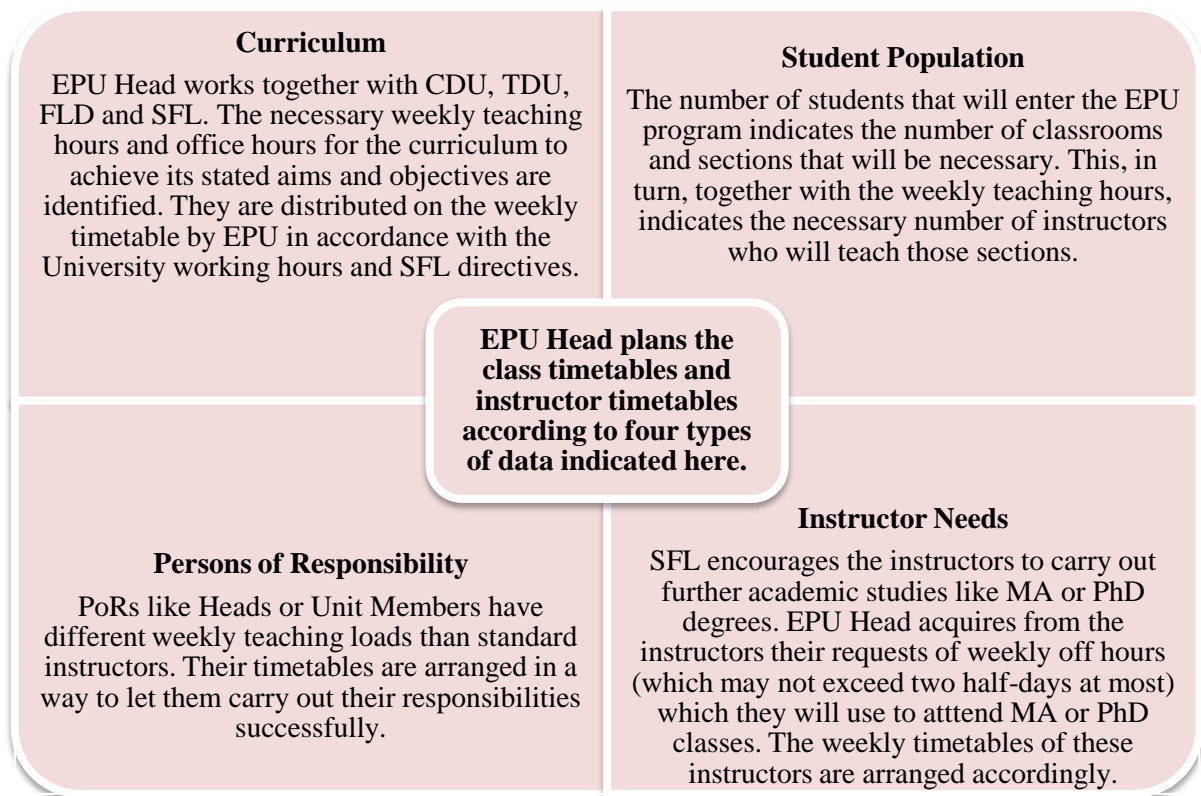 Curriculum
EPU Head works together with CDU, TDU,
FLD and SFL. The necessary weekly teaching
hours and office hours for the curriculum to
achieve its stated aims and objectives are
identified. They are distributed on the weekly
timetable by EPU in accordance with the
University working hours and SFL directives.
Student Population
The number of students that will enter the EPU
program indicates the number of classrooms
and sections that will be necessary. This, in
turn, together with the weekly teaching hours,
indicates the necessary number of instructors
who will teach those sections.
EPU Head plans the
class timetables and
instructor timetables
according to four types
of data indicated here.
Persons of Responsibility
PoRs like Heads or Unit Members have
different weekly teaching loads than standard
instructors. Their timetables are arranged in a
way to let them carry out their responsibilities
successfully.
Instructor Needs
SFL encourages the instructors to carry out
further academic studies like MA or PhD
degrees. EPU Head acquires from the
instructors their requests of weekly off hours
(which may not exceed two half-days at most)
which they will use to atttend MA or PhD
classes. The weekly timetables of these
instructors are arranged accordingly.